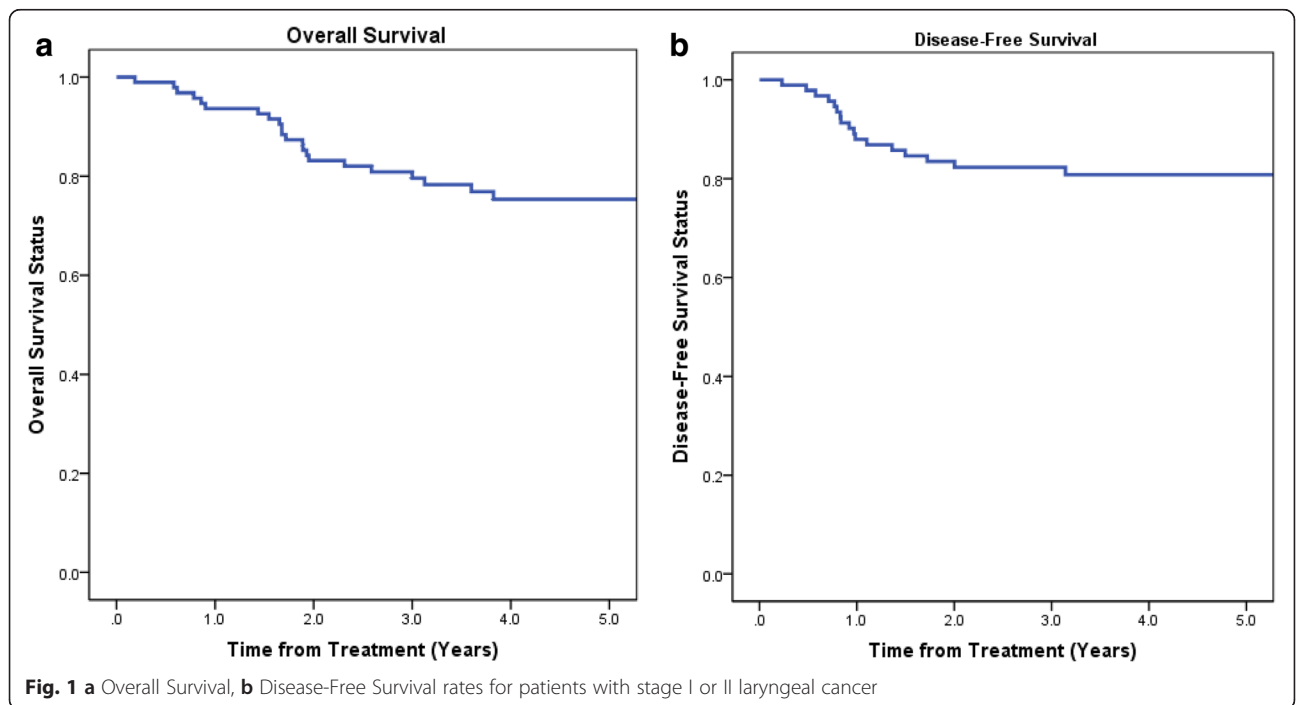 a
Overall Survival
1.0
0.8
0.6
0.4
0.2
0.0
Overall Survival Status
.0 1.0 2.0 3.0 4.0 5.0
Time from Treatment (Years)
b
Disease-Free Survival
1.0
0.8
0.6
0.4
0.2
0.0
Disease-Free Survival Status
.0 1.0 2.0 3.0 4.0 5.0
Time from Treatment (Years)
Fig. 1 a Overall Survival, b Disease-Free Survival rates for patients with stage I or II laryngeal cancer